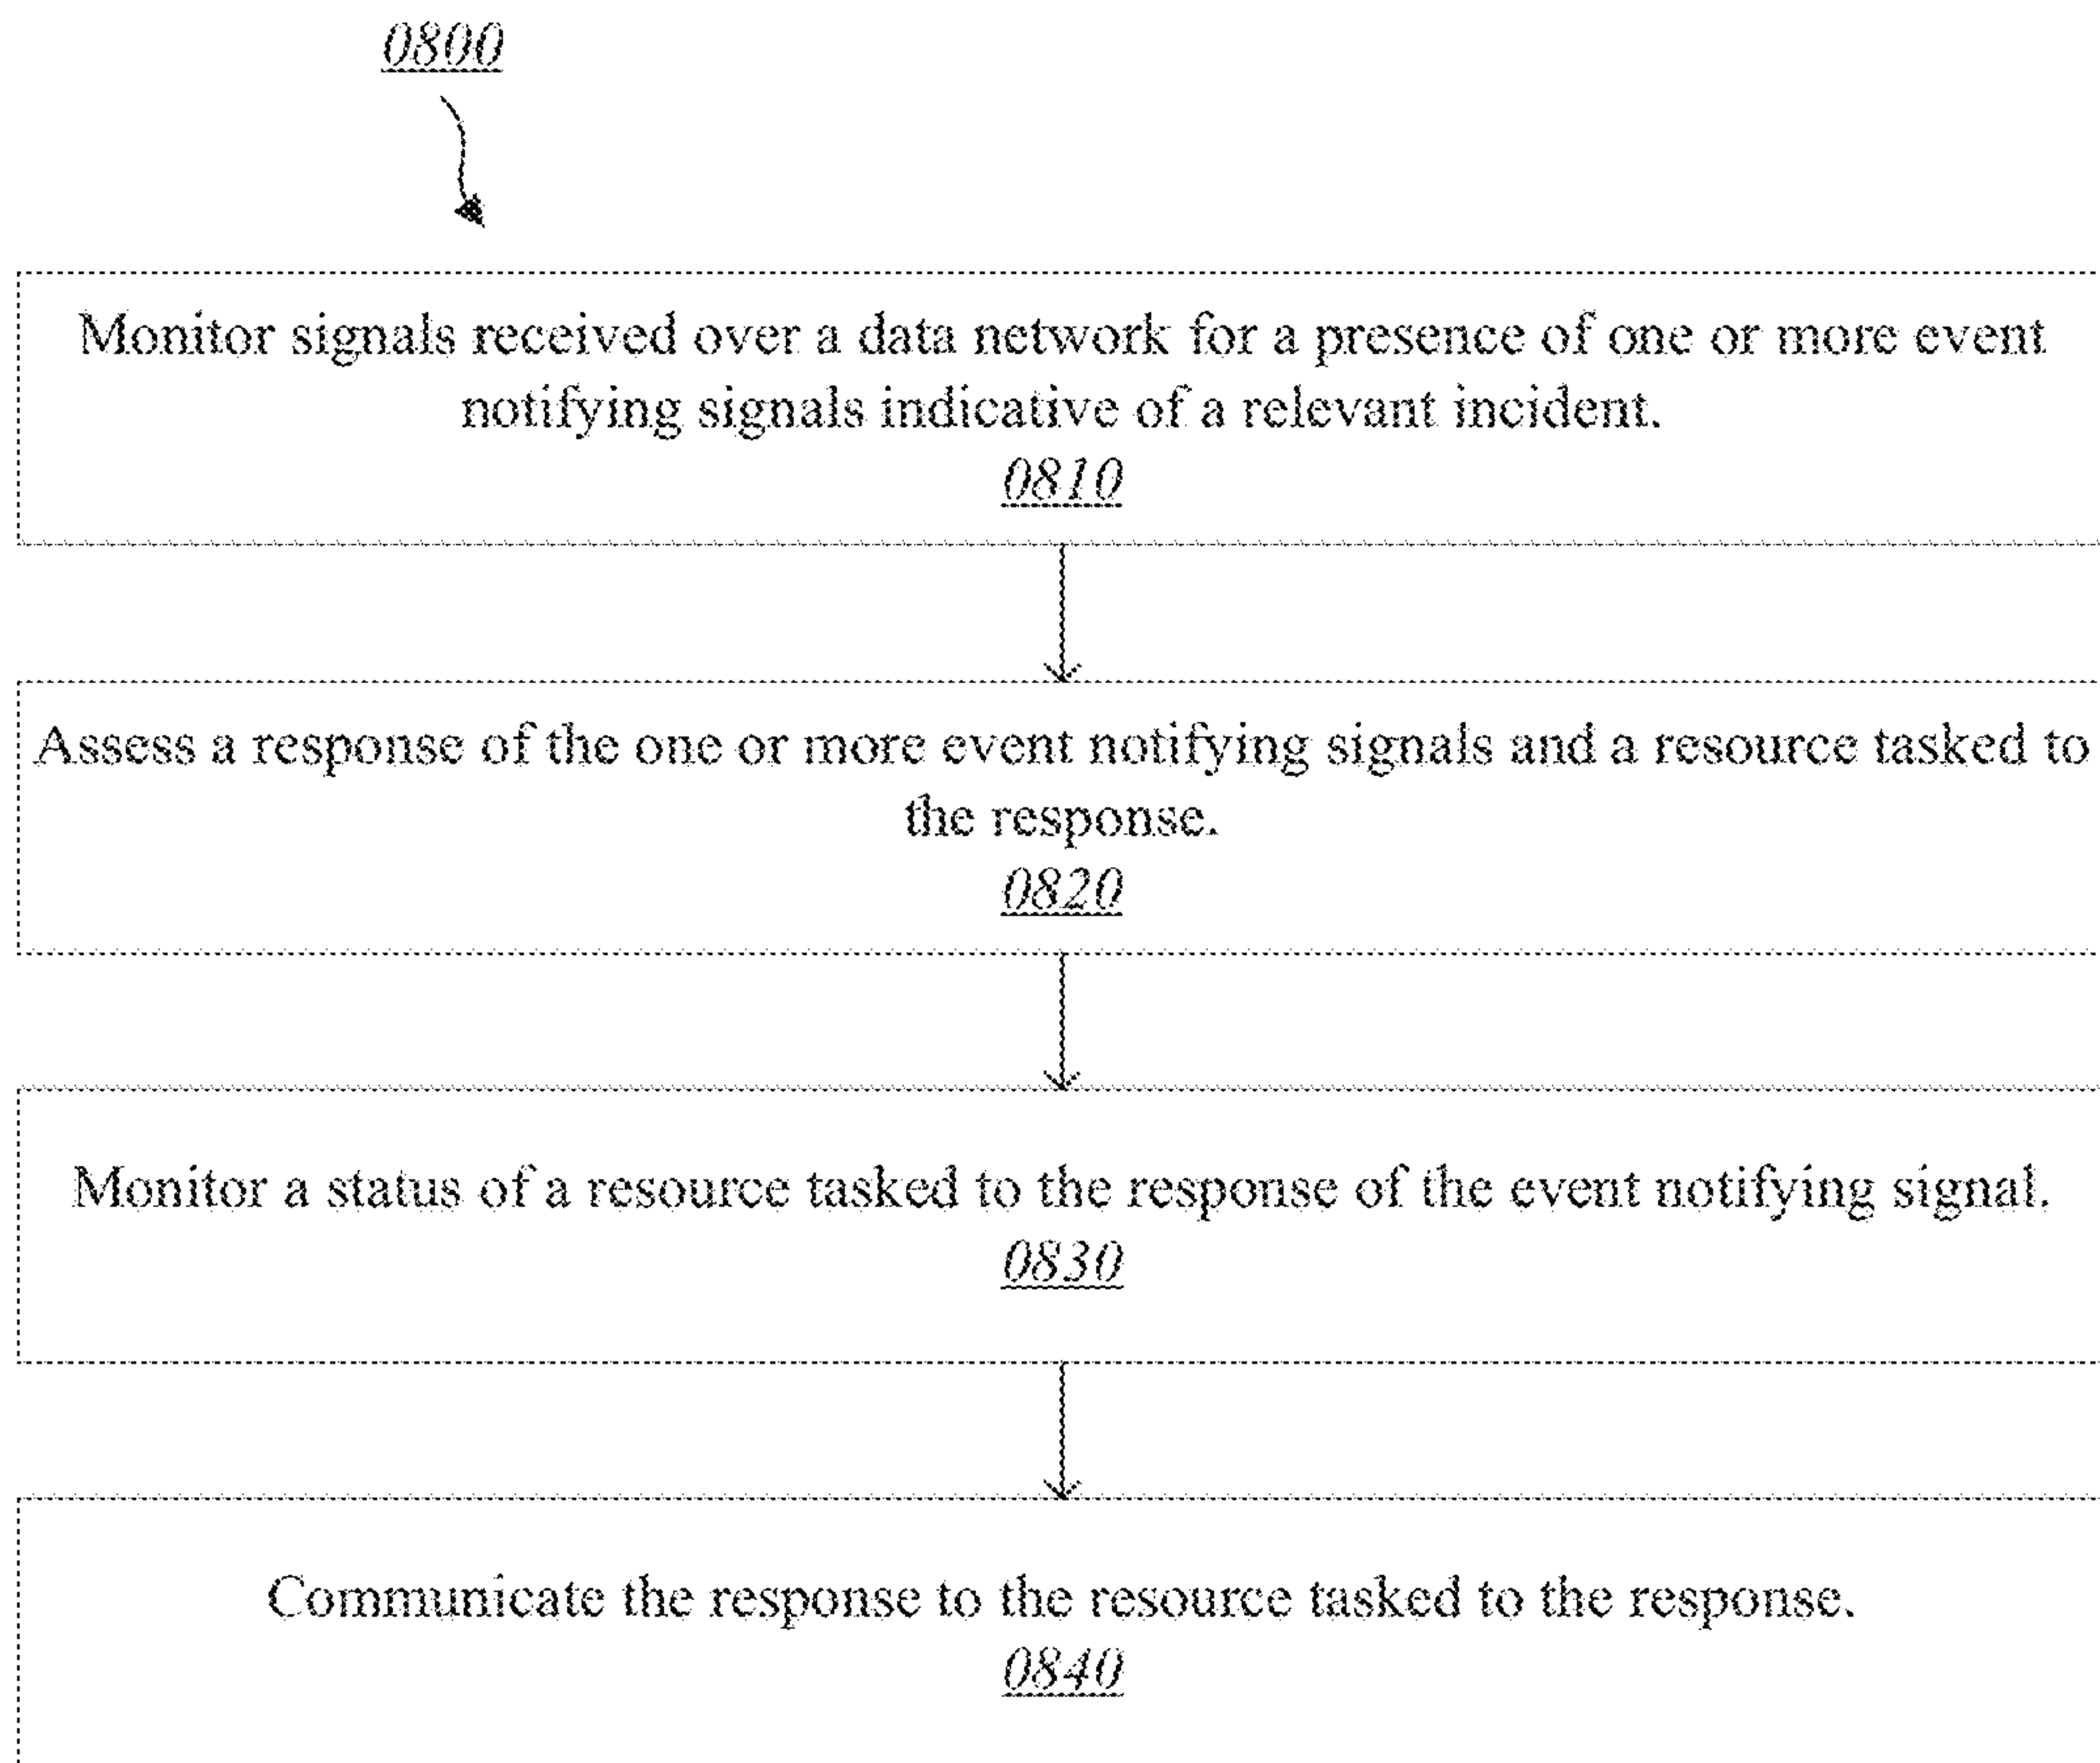 0800
Monitor signals received over a data network for a presence of one or more event
notifying signals indicative of a relevant incident.
0810
Assess a response of the one or more event notifying signals and a resource tasked to
the response.
0820
Monitor a status of a resource tasked to the response of the event notifying signal.
0830
Communicate the response to the resource tasked to the response.
0840